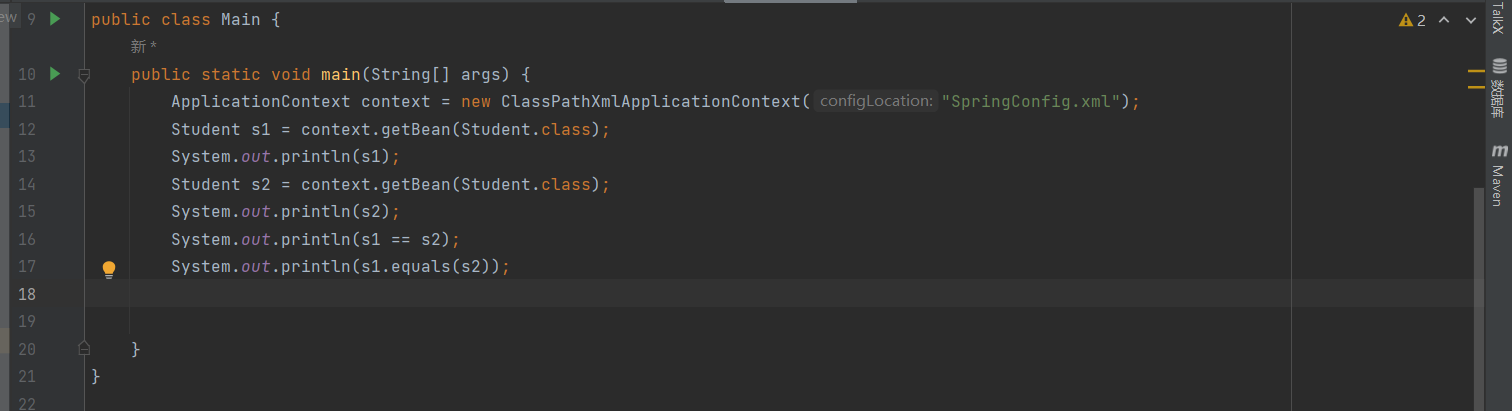 ew
9 public class Main {
新 *
10 public static void main(String[] args) {
11 ApplicationContext context = new ClassPathXmlApplicationContext( configLocation: "SpringConfig.xml");
12 Student s1 = context.getBean(Student.class);
13 System.out.println(s1);
14 Student s2 = context.getBean(Student.class);
15 System.out.println(s2);
16 System.out.println(s1 == s2);
17 System.out.println(s1.equals(s2));
18
19
20 }
21 }
22
2
TalkX
数据库
m Maven